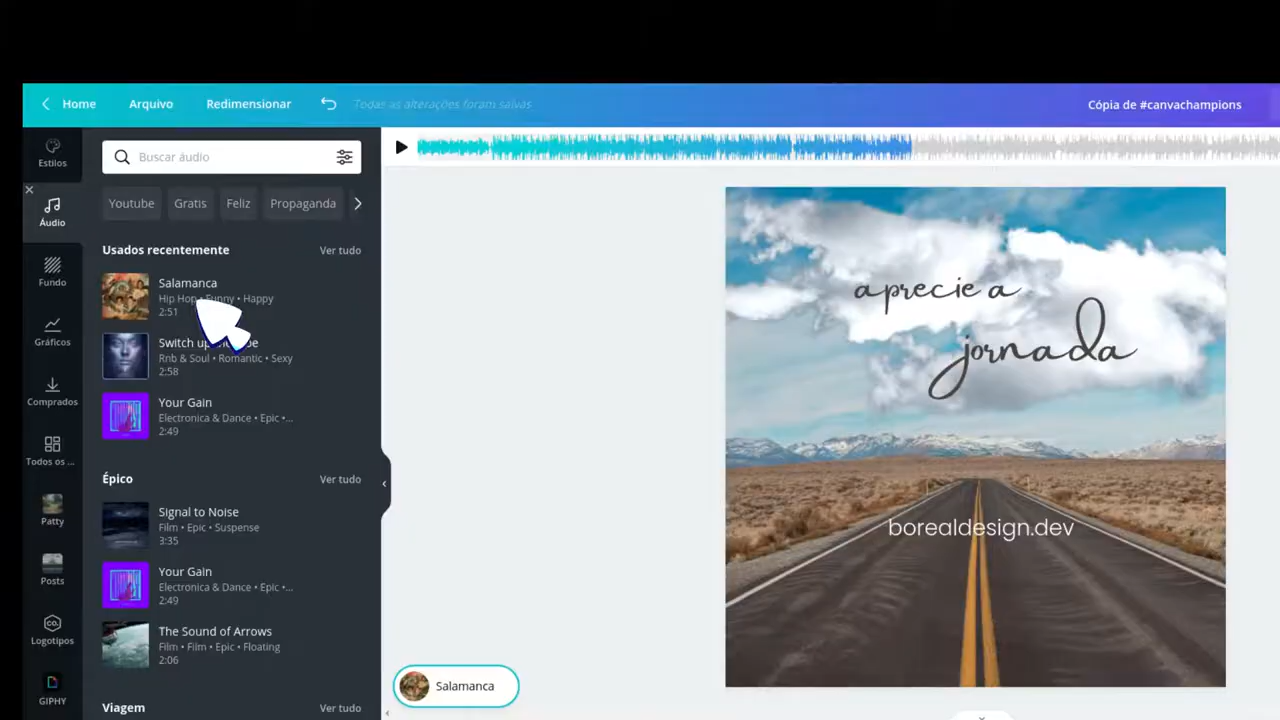 Home
Arquivo
Redimensionar
Todas as alterações foram salvas
Cópia de #canvachampions
Estilos
Áudio
Fundo
Gráficos
Comprados
Todos os ...
Patty
Posts
CO.
Logotipos
GIPHY
Buscar áudio
Youtube
Gratis
Feliz
Propaganda
Usados recentemente
Ver tudo
Salamanca
Hip Hop • Funny • Happy
2:51
Switch up
Rnb & Soul • Romantic • Sexy
2:58
Your Gain
Electronica & Dance • Epic •...
2:49
Épico
Ver tudo
Signal to Noise
Film • Epic • Suspense
3:35
Your Gain
Electronica & Dance • Epic •...
2:49
The Sound of Arrows
Film • Film • Epic • Floating
2:06
Viagem
Ver tudo
aprecie a
jornada
borealdesign.dev
Salamanca